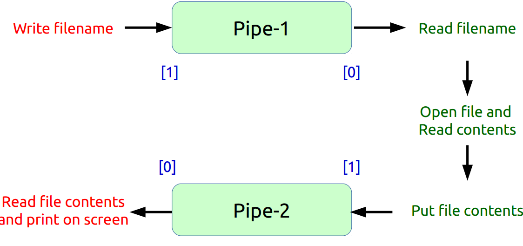 Write filename
Pipe-1
Read filename
[1]
[0]
Open file and
Read contents
[0]
[1]
Read file contents
and print on screen
Pipe-2
Put file contents